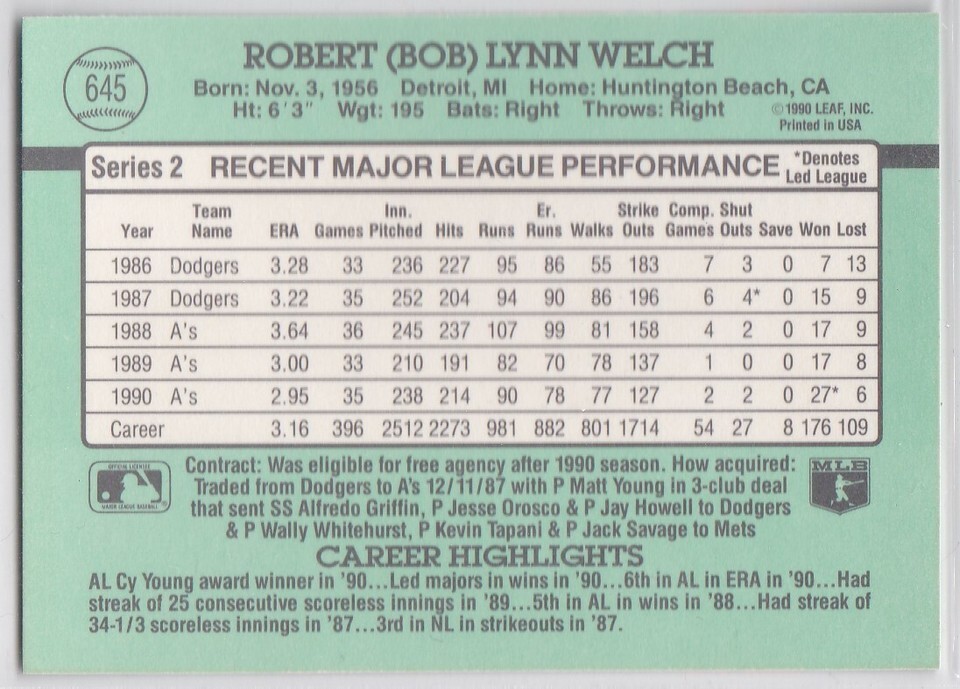 645
ROBERT (BOB) LYNN WELCH
Born: Nov. 3, 1956 Detroit, MI Home: Huntington Beach, CA
Ht: 6'3" Wgt: 195 Bats: Right Throws: Right
©1990 LEAF, INC.
Printed in USA
Series 2 RECENT MAJOR LEAGUE PERFORMANCE *Denotes
Led League
Team Inn. Er. Strike Comp. Shut
Year Name ERA Games Pitched Hits Runs Runs Walks Outs Games Outs Save Won Lost
1986 Dodgers 3.28 33 236 227 95 86 55 183 7 3 0 7 13
1987 Dodgers 3.22 35 252 204 94 90 86 196 6 4* 0 15 9
1988 A's 3.64 36 245 237 107 99 81 158 4 2 0 17 9
1989 A's 3.00 33 210 191 82 70 78 137 1 0 0 17 8
1990 A's 2.95 35 238 214 90 78 77 127 2 2 0 27* 6
Career 3.16 396 2512 2273 981 882 801 1714 54 27 8 176 109
OFFICIAL LICENSEE
MAJOR LEAGUE BASEBALL
®
Contract: Was eligible for free agency after 1990 season. How acquired:
Traded from Dodgers to A's 12/11/87 with P Matt Young in 3-club deal
that sent SS Alfredo Griffin, P Jesse Orosco & P Jay Howell to Dodgers
& P Wally Whitehurst, P Kevin Tapani & P Jack Savage to Mets
MLB
CAREER HIGHLIGHTS
AL Cy Young award winner in '90...Led majors in wins in '90...6th in AL in ERA in '90...Had
streak of 25 consecutive scoreless innings in '89...5th in AL in wins in '88...Had streak of
34-1/3 scoreless innings in '87...3rd in NL in strikeouts in '87.